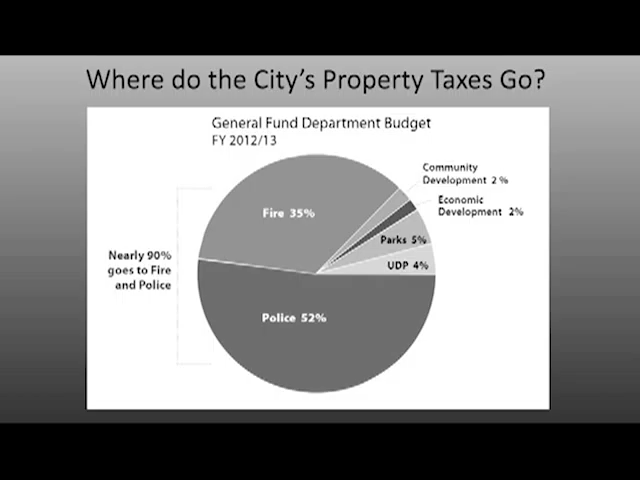 Where do the City's Property Taxes Go?
General Fund Department Budget
FY 2012/13
Community
Development 2%
Economic
Development 2%
Fire 35%
Parks 5%
Nearly 90%
goes to Fire
and Police
UDP 4%
Police 52%